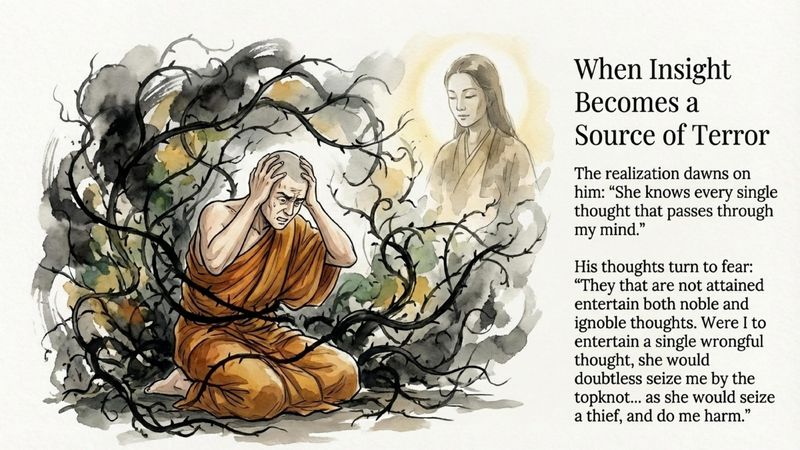 When Insight
Becomes a
Source of Terror
The realization dawns on
him: “She knows every single
thought that passes through
my mind.”
His thoughts turn to fear:
“They that are not attained
entertain both noble and
ignoble thoughts. Were I to
entertain a single wrongful
thought, she would
doubtless seize me by the
topknot... as she would seize
a thief, and do me harm.”